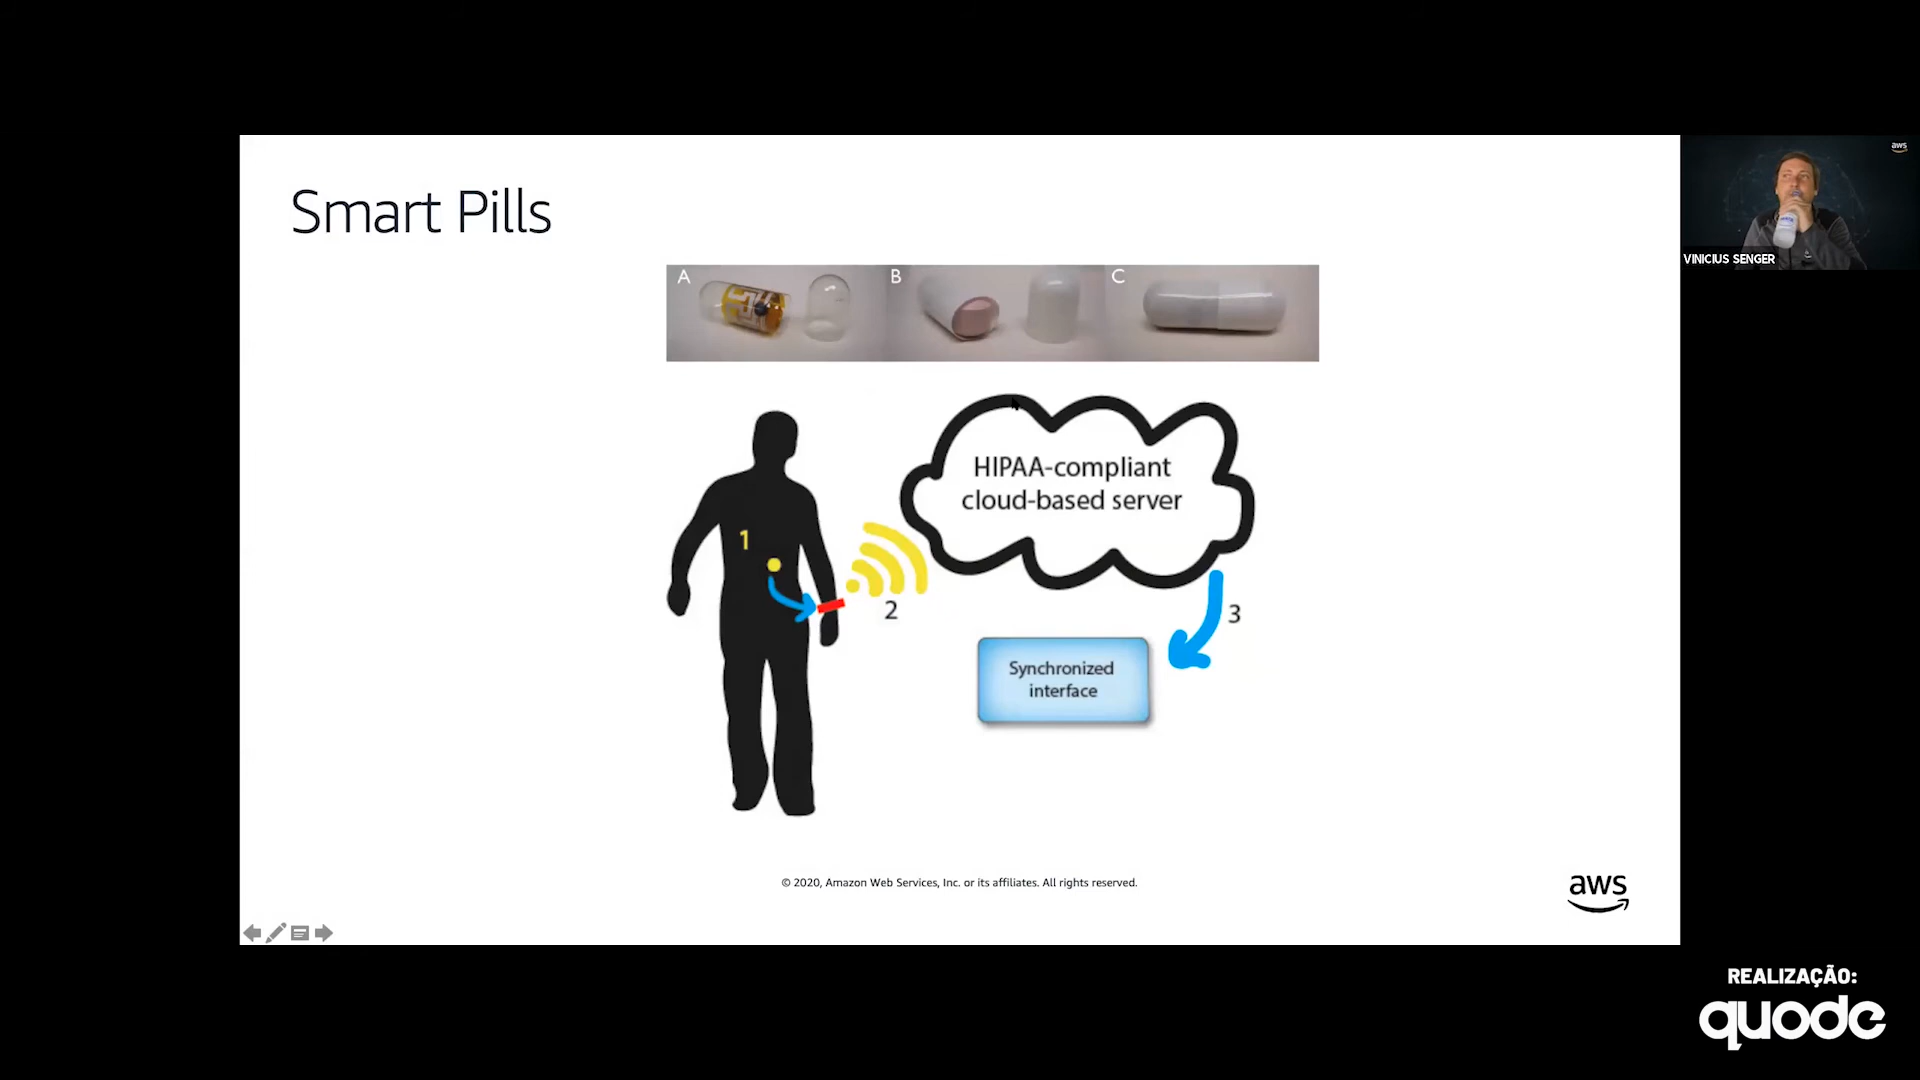 Smart Pills
A
B
C
HIPAA-compliant
cloud-based server
1
2
3
Synchronized
interface
© 2020, Amazon Web Services, Inc. or its affiliates. All rights reserved.
aws
aws
VINICIUS SENGER
REALIZAÇÃO:
quode